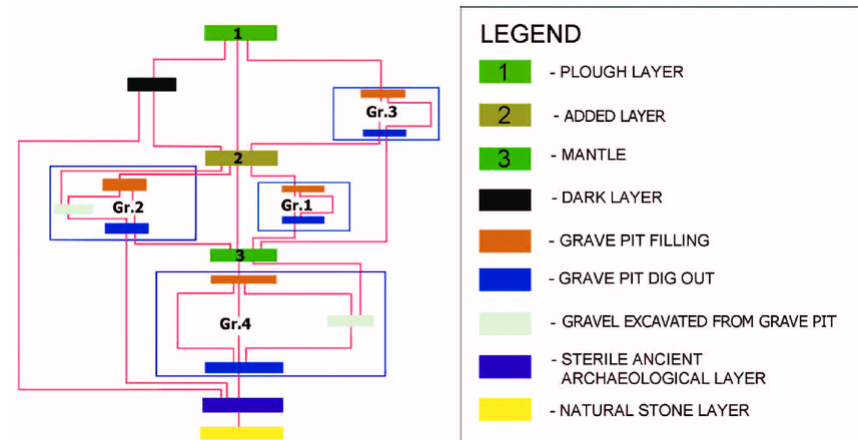 1
Gr.3
2
Gr.2
Gr.1
3
Gr.4
LEGEND
1 - PLOUGH LAYER
2 - ADDED LAYER
3 - MANTLE
- DARK LAYER
- GRAVE PIT FILLING
- GRAVE PIT DIG OUT
- GRAVEL EXCAVATED FROM GRAVE PIT
- STERILE ANCIENT
ARCHAEOLOGICAL LAYER
- NATURAL STONE LAYER